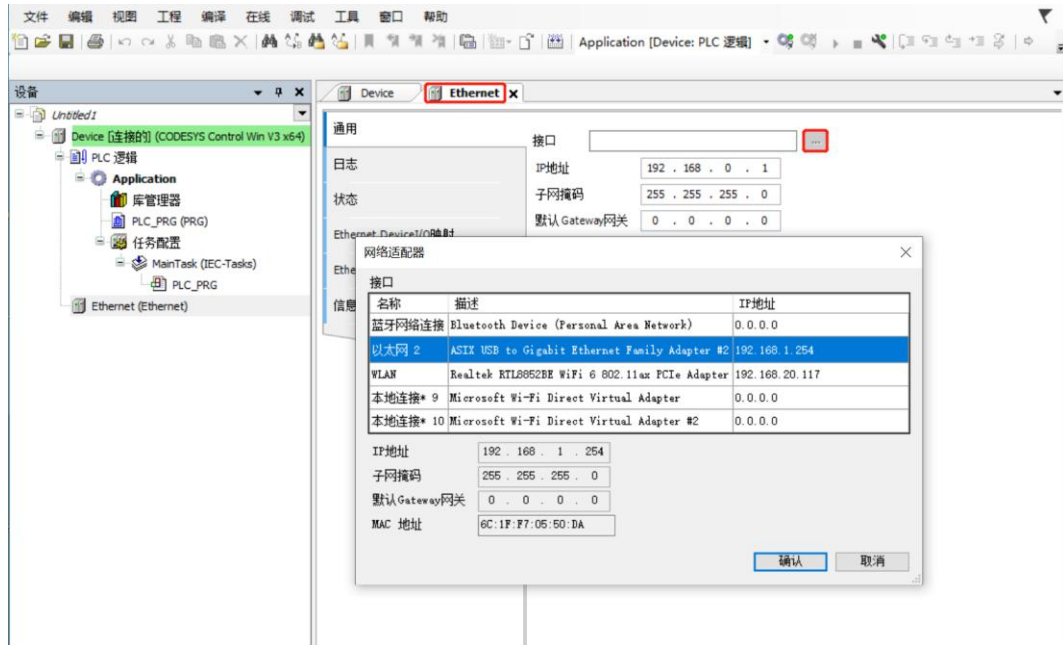 文件 编辑 视图 工程 编译 在线 调试 工具 窗口 帮助
Application [Device: PLC 逻辑]
设备
Untitled1
Device [连接的] (CODESYS Control Win V3 x64)
PLC 逻辑
Application
库管理器
PLC_PRG (PRG)
任务配置
MainTask (IEC-Tasks)
PLC_PRG
Ethernet (Ethernet)
Device Ethernet
通用
日志
状态
Ethernet DeviceI/O映射
Ethe
信息
接口 ...
IP地址 192 . 168 . 0 . 1
子网掩码 255 . 255 . 255 . 0
默认Gateway网关 0 . 0 . 0 . 0
网络适配器
接口
名称 描述 IP地址
蓝牙网络连接 Bluetooth Device (Personal Area Network) 0.0.0.0
以太网 2 ASIX USB to Gigabit Ethernet Family Adapter #2 192.168.1.254
WLAN Realtek RTL8852BE WiFi 6 802.11ax PCIe Adapter 192.168.20.117
本地连接* 9 Microsoft Wi-Fi Direct Virtual Adapter 0.0.0.0
本地连接* 10 Microsoft Wi-Fi Direct Virtual Adapter #2 0.0.0.0
IP地址 192 . 168 . 1 . 254
子网掩码 255 . 255 . 255 . 0
默认Gateway网关 0 . 0 . 0 . 0
MAC 地址 6C:1F:F7:05:50:DA
确认 取消